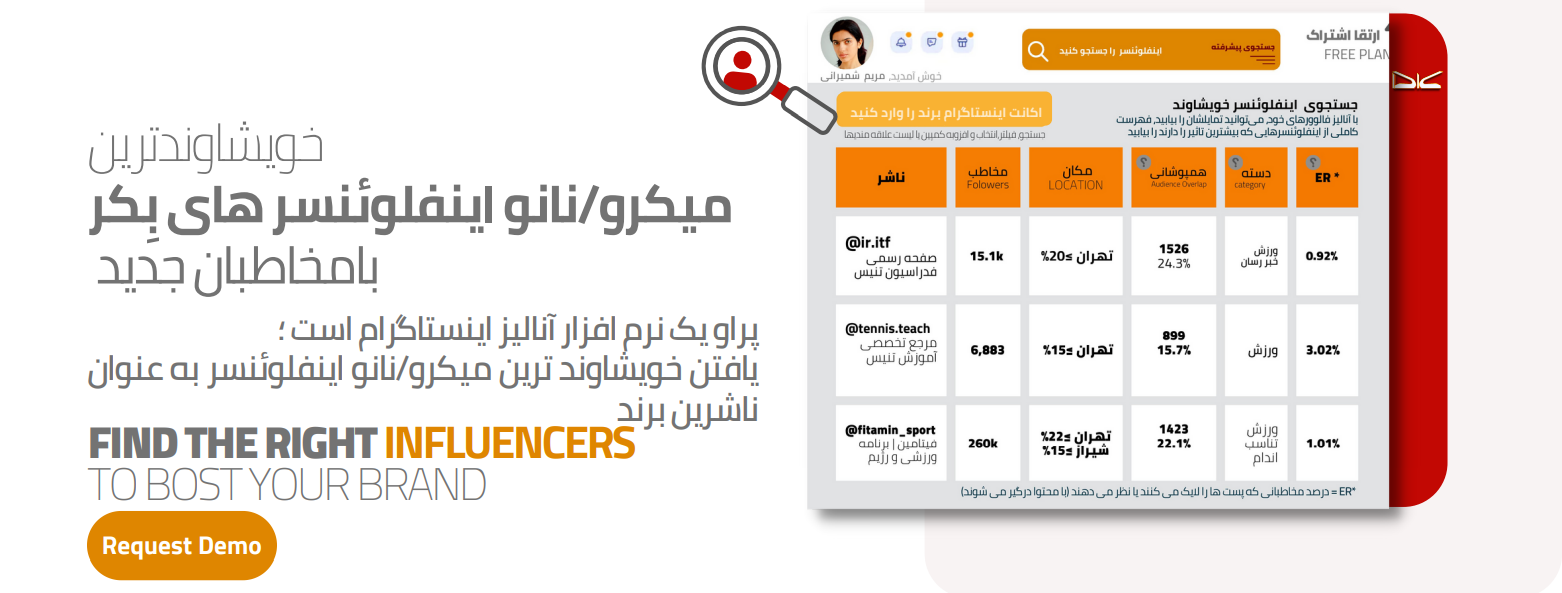 خویشاوندترین
میکرو/نانو اینفلوئنسر های بِکر
بامخاطبان جدید
پراو یک نرم افزار آنالیز اینستاگرام است ؛
یافتن خویشاوند ترین میکرو/نانو اینفلوئنسر به عنوان
ناشرین برند
FIND THE RIGHT INFLUENCERS
TO BOST YOUR BRAND
Request Demo
ارتقا اشتراک
FREE PLAN
جستجوی پیشرفته
اینفلوئنسر را جستجو کنید
خوش آمدید, مریم شمیرانی
جستجوی اینفلوئنسر خویشاوند
با آنالیز فالوورهای خود, می‌توانید تمایلشان را بیابید, فهرست
کاملی از اینفلوئنسرهایی که بیشترین تاثیر را دارند را بیابید
اکانت اینستاگرام برند را وارد کنید
جستجو, فیلتر, انتخاب و افزونه کمپین یا لیست علاقه مندیها
ER *
؟
دسته
category
؟
همپوشانی
Audience Overlap
؟
مکان
LOCATION
مخاطب
Folowers
ناشر
0.92%
ورزش
خبر رسان
1526
24.3%
تهران ≥20%
15.1k
@ir.itf
صفحه رسمی
فدراسیون تنیس
3.02%
ورزش
899
15.7%
تهران ≥15%
6,883
@tennis.teach
مرجع تخصصی
آموزش تنیس
1.01%
ورزش
تناسب
اندام
1423
22.1%
تهران ≥22%
شیراز ≥15%
260k
@fitamin_sport
فیتامین | برنامه
ورزشی و رژیم
*ER = درصد مخاطبانی که پست ها را لایک می کنند یا نظر می دهند (با محتوا درگیر می شوند)